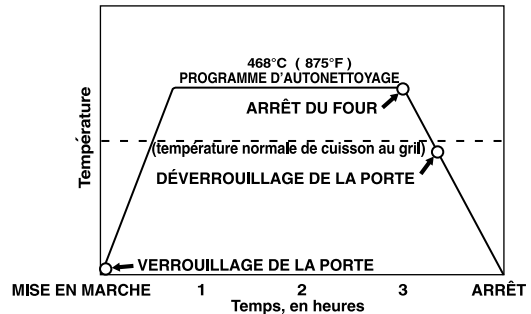 468°C ( 875°F )
PROGRAMME D'AUTONETTOYAGE
ARRÊT DU FOUR
Température
(température normale de cuisson au gril)
DÉVERROUILLAGE DE LA PORTE
VERROUILLAGE DE LA PORTE
MISE EN MARCHE 1 2 3 ARRÊT
Temps, en heures